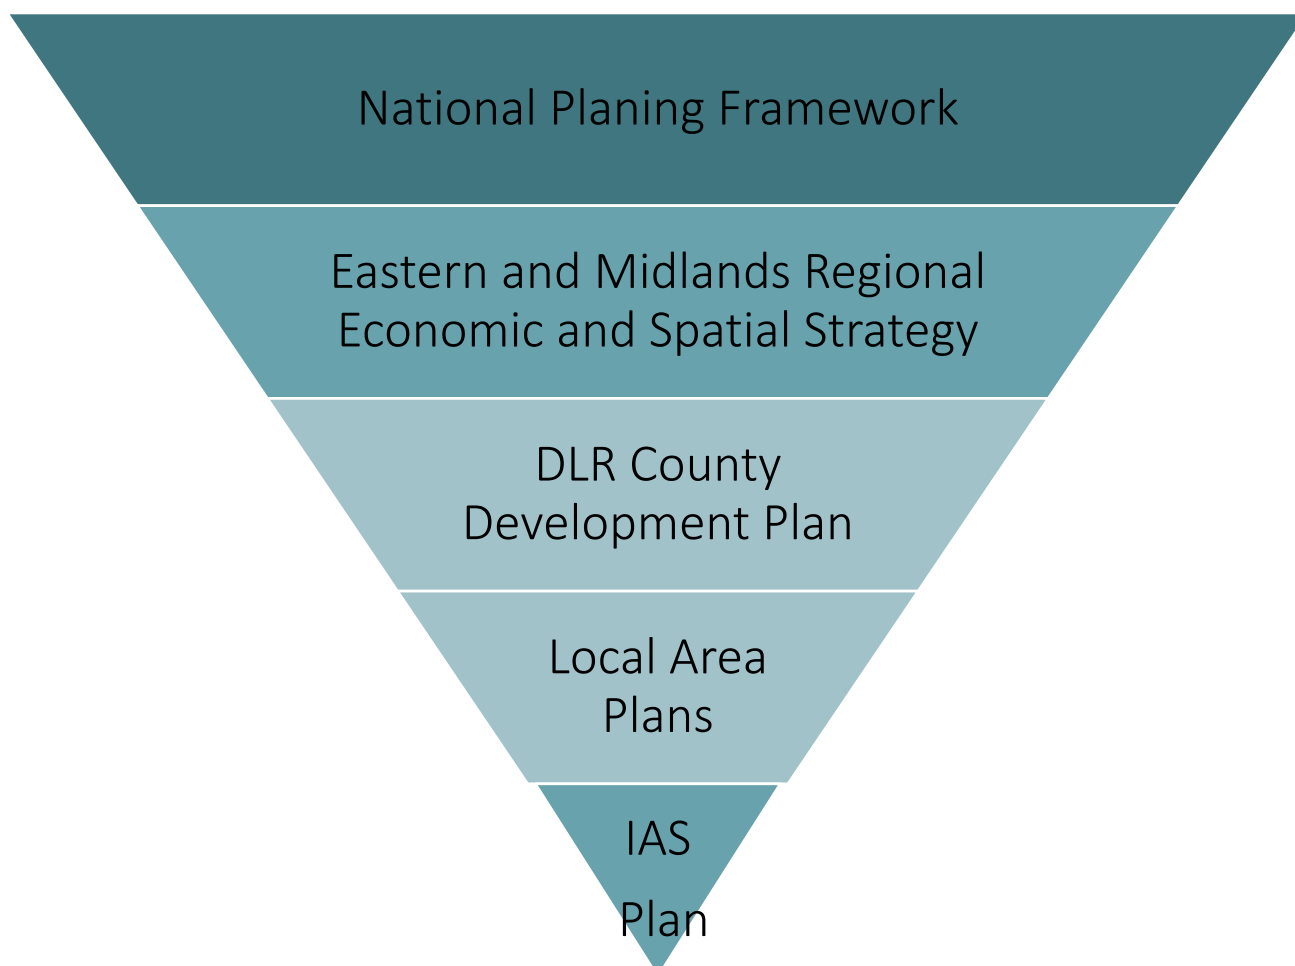 National Planing Framework
Eastern and Midlands Regional
Economic and Spatial Strategy
DLR County
Development Plan
Local Area
Plans
IAS
Plan